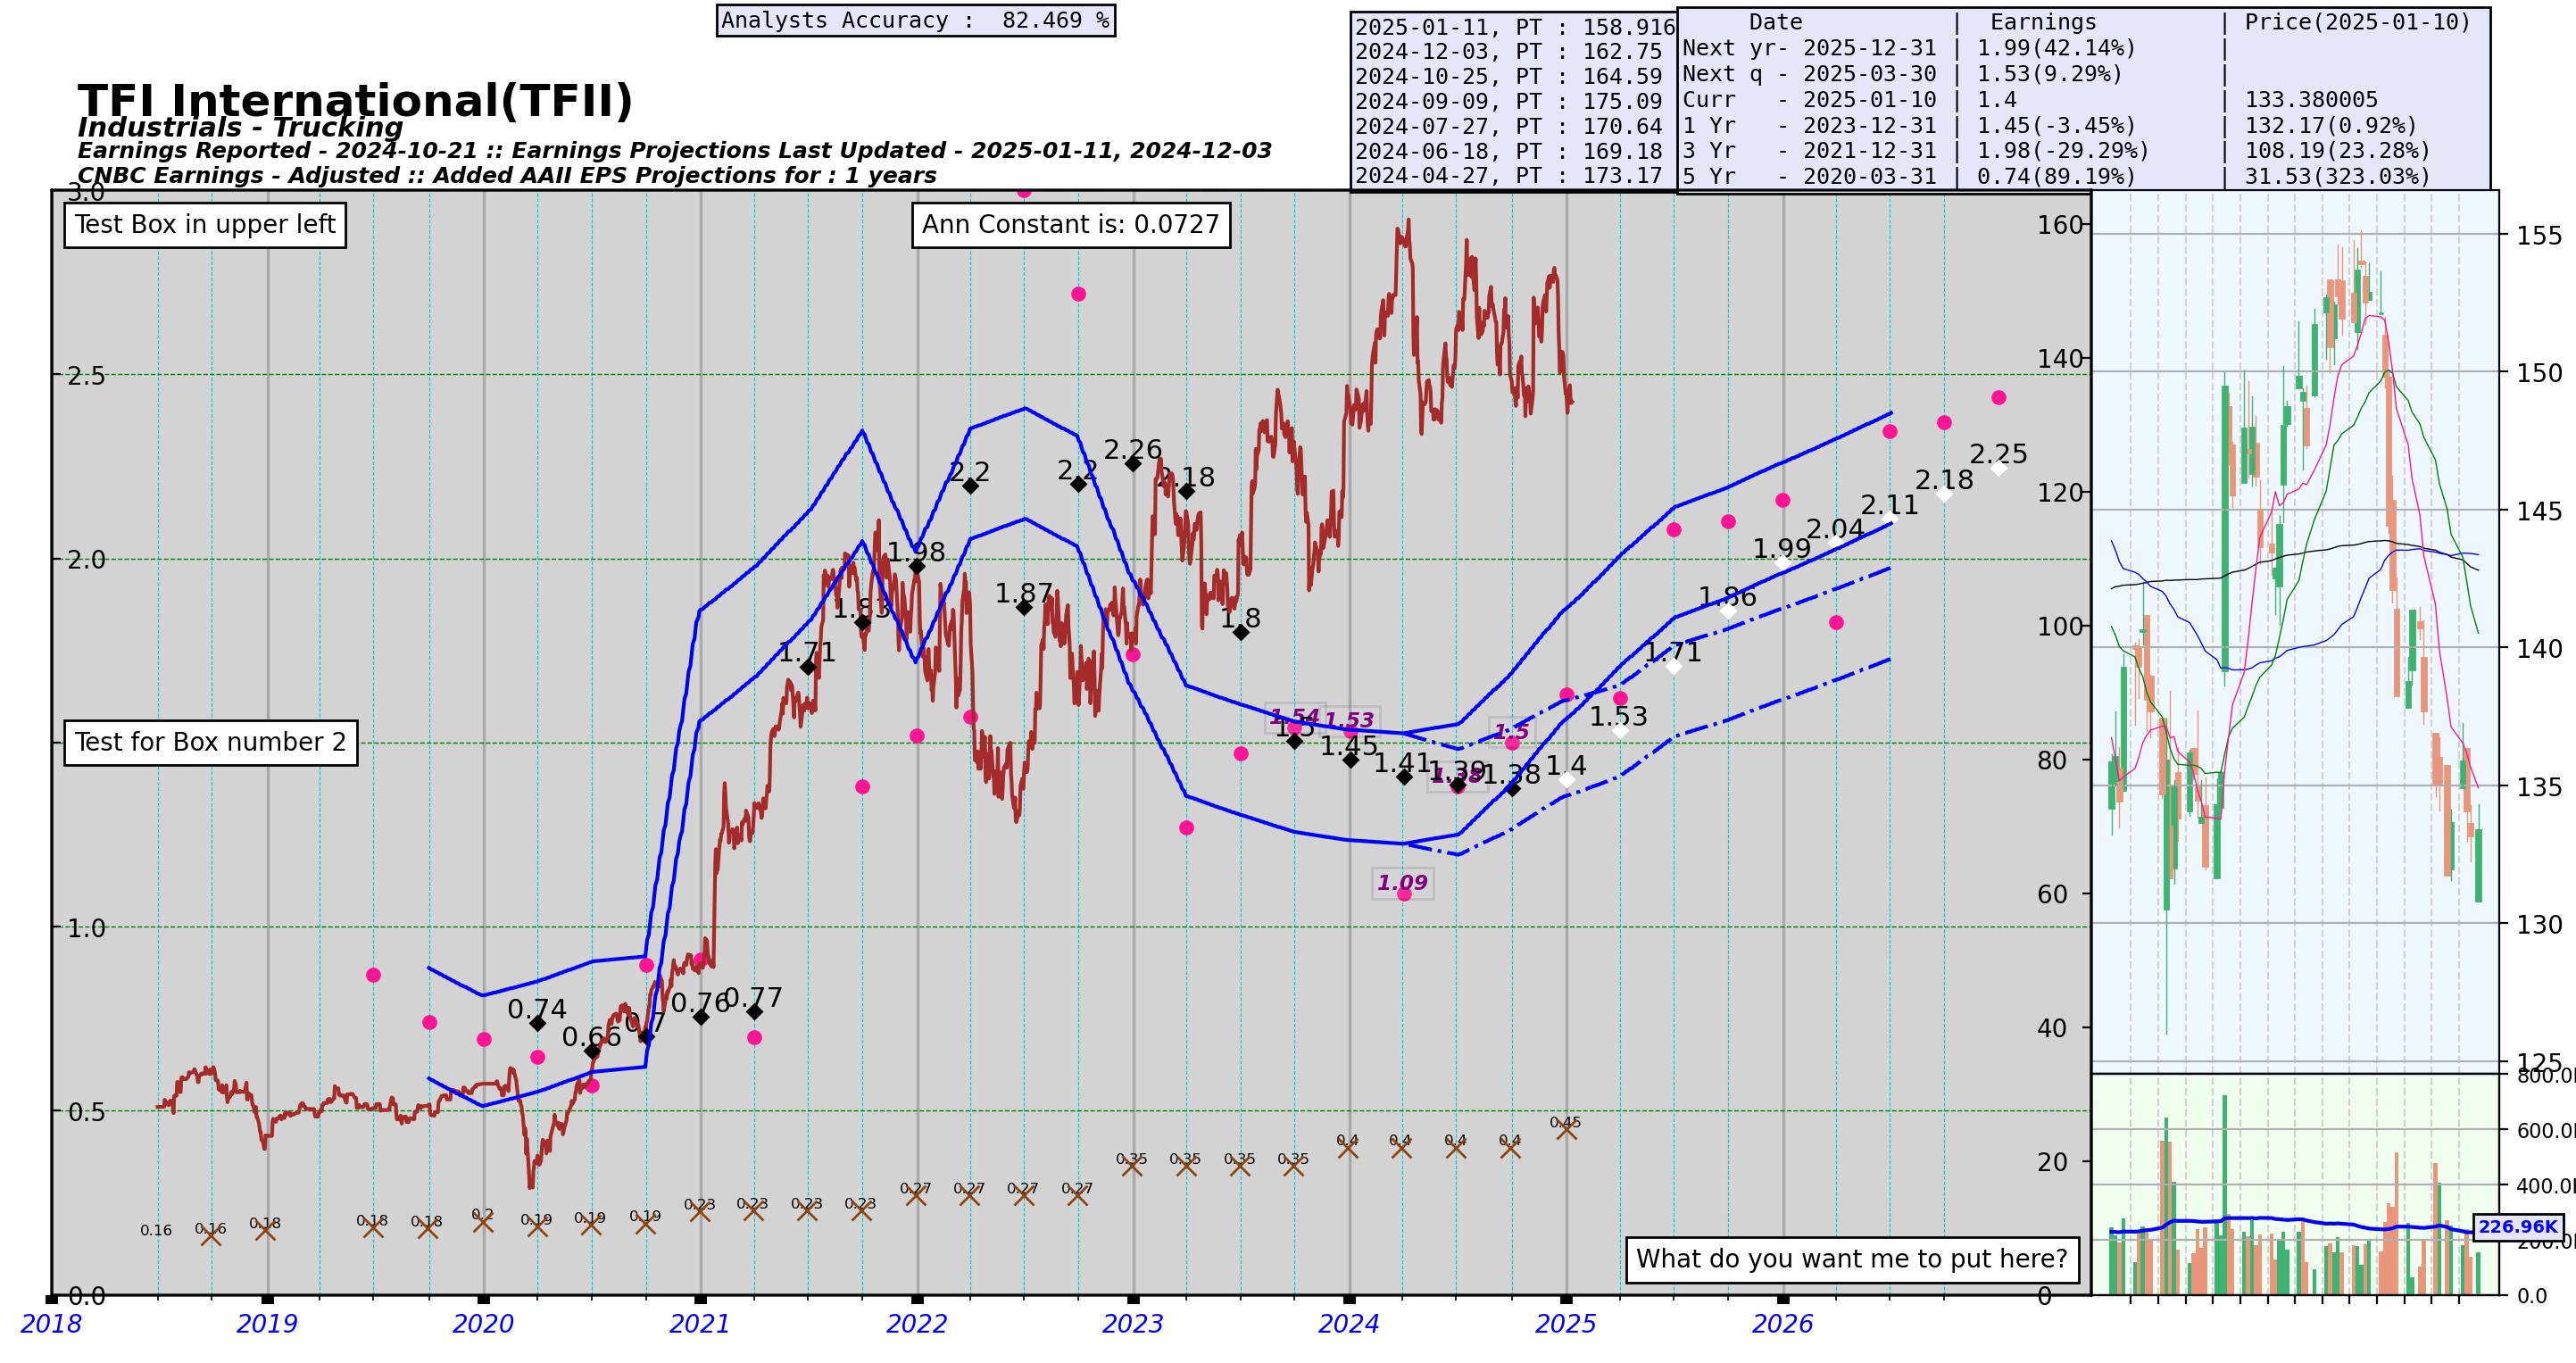 Analysts Accuracy :  82.469 %
2025-01-11, PT : 158.916
2024-12-03, PT : 162.75
2024-10-25, PT : 164.59
2024-09-09, PT : 175.09
2024-07-27, PT : 170.64
2024-06-18, PT : 169.18
2024-04-27, PT : 173.17
Date | Earnings | Price(2025-01-10)
Next yr- 2025-12-31 | 1.99(42.14%) |
Next q - 2025-03-30 | 1.53(9.29%) |
Curr - 2025-01-10 | 1.4 | 133.380005
1 Yr - 2023-12-31 | 1.45(-3.45%) | 132.17(0.92%)
3 Yr - 2021-12-31 | 1.98(-29.29%) | 108.19(23.28%)
5 Yr - 2020-03-31 | 0.74(89.19%) | 31.53(323.03%)
TFI International(TFII)
Industrials - Trucking
Earnings Reported - 2024-10-21 :: Earnings Projections Last Updated - 2025-01-11, 2024-12-03
CNBC Earnings - Adjusted :: Added AAII EPS Projections for : 1 years
Test Box in upper left
Ann Constant is: 0.0727
Test for Box number 2
What do you want me to put here?
3.0
2.5
2.0
1.0
0.5
0.0
160
140
120
100
80
60
40
20
0
155
150
145
140
135
130
125
600.0
400.0
226.96K
0.0
0.74
0.66
0.7
0.76
0.77
1.71
1.83
1.98
2.2
1.87
2.2
2.26
2.18
1.8
1.54
1.5
1.53
1.45
1.41
1.09
1.39
1.38
1.5
1.38
1.4
1.53
1.71
1.86
1.99
2.04
2.11
2.18
2.25
0.16 0.16 0.18 0.18 0.18 0.2 0.19 0.19 0.19 0.23 0.23 0.23 0.23 0.27 0.27 0.27 0.27 0.35 0.35 0.35 0.35 0.4 0.4 0.4 0.4 0.45
2018 2019 2020 2021 2022 2023 2024 2025 2026